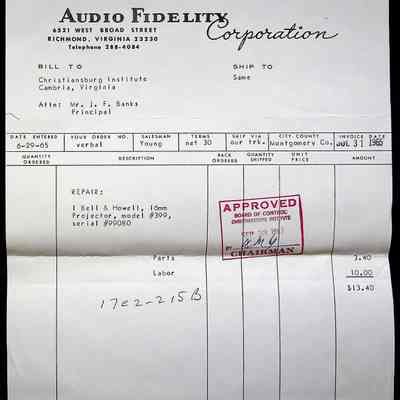 AUDIO FIDELITY Corporation
6521 WEST BROAD STREET
RICHMOND, VIRGINIA 23230
Telephone 288-4084
BILL TO
SHIP TO
Christiansburg Institute
Cambria, Virginia
Same
Attn: Mr. J. F. Banks
Principal
DATE ENTERED YOUR ORDER NO. SALESMAN TERMS SHIP VIA CITY, COUNTY INVOICE DATE
6-29-65 verbal Young net 30 our trk. Montgomery Co. JUL 31 1965
QUANTITY ORDERED DESCRIPTION BACK ORDERED QUANTITY SHIPPED UNIT PRICE AMOUNT
REPAIR:
1 Bell & Howell, 16mm
Projector, model #399,
serial #99080
APPROVED
BOARD OF CONTROL
CHRISTIANSBURG INSTITUTE
BY
CHAIRMAN
Parts 3.40
Labor 10.00
$13.40
17e2-215B